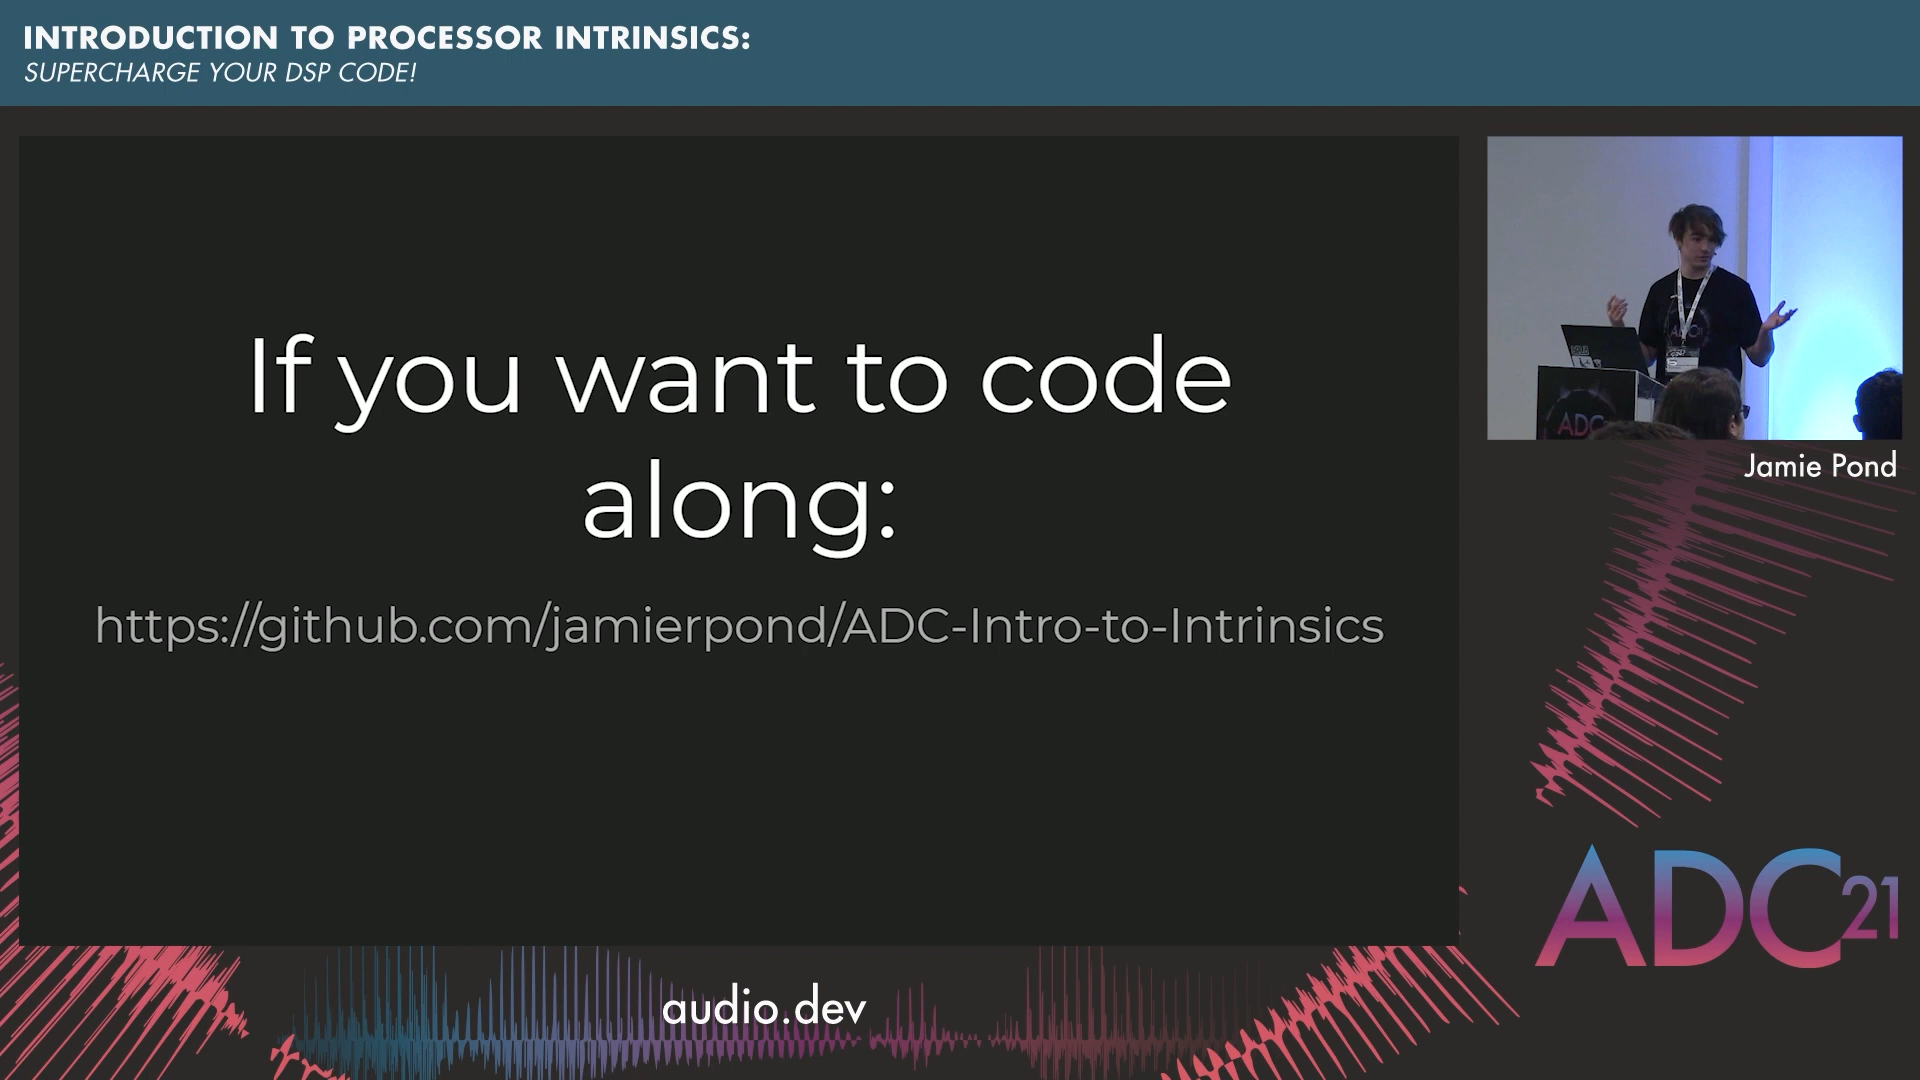 INTRODUCTION TO PROCESSOR INTRINSICS:
SUPERCHARGE YOUR DSP CODE!
If you want to code
along:
https://github.com/jamierpond/ADC-Intro-to-Intrinsics
ADC
Jamie Pond
ADC21
audio.dev